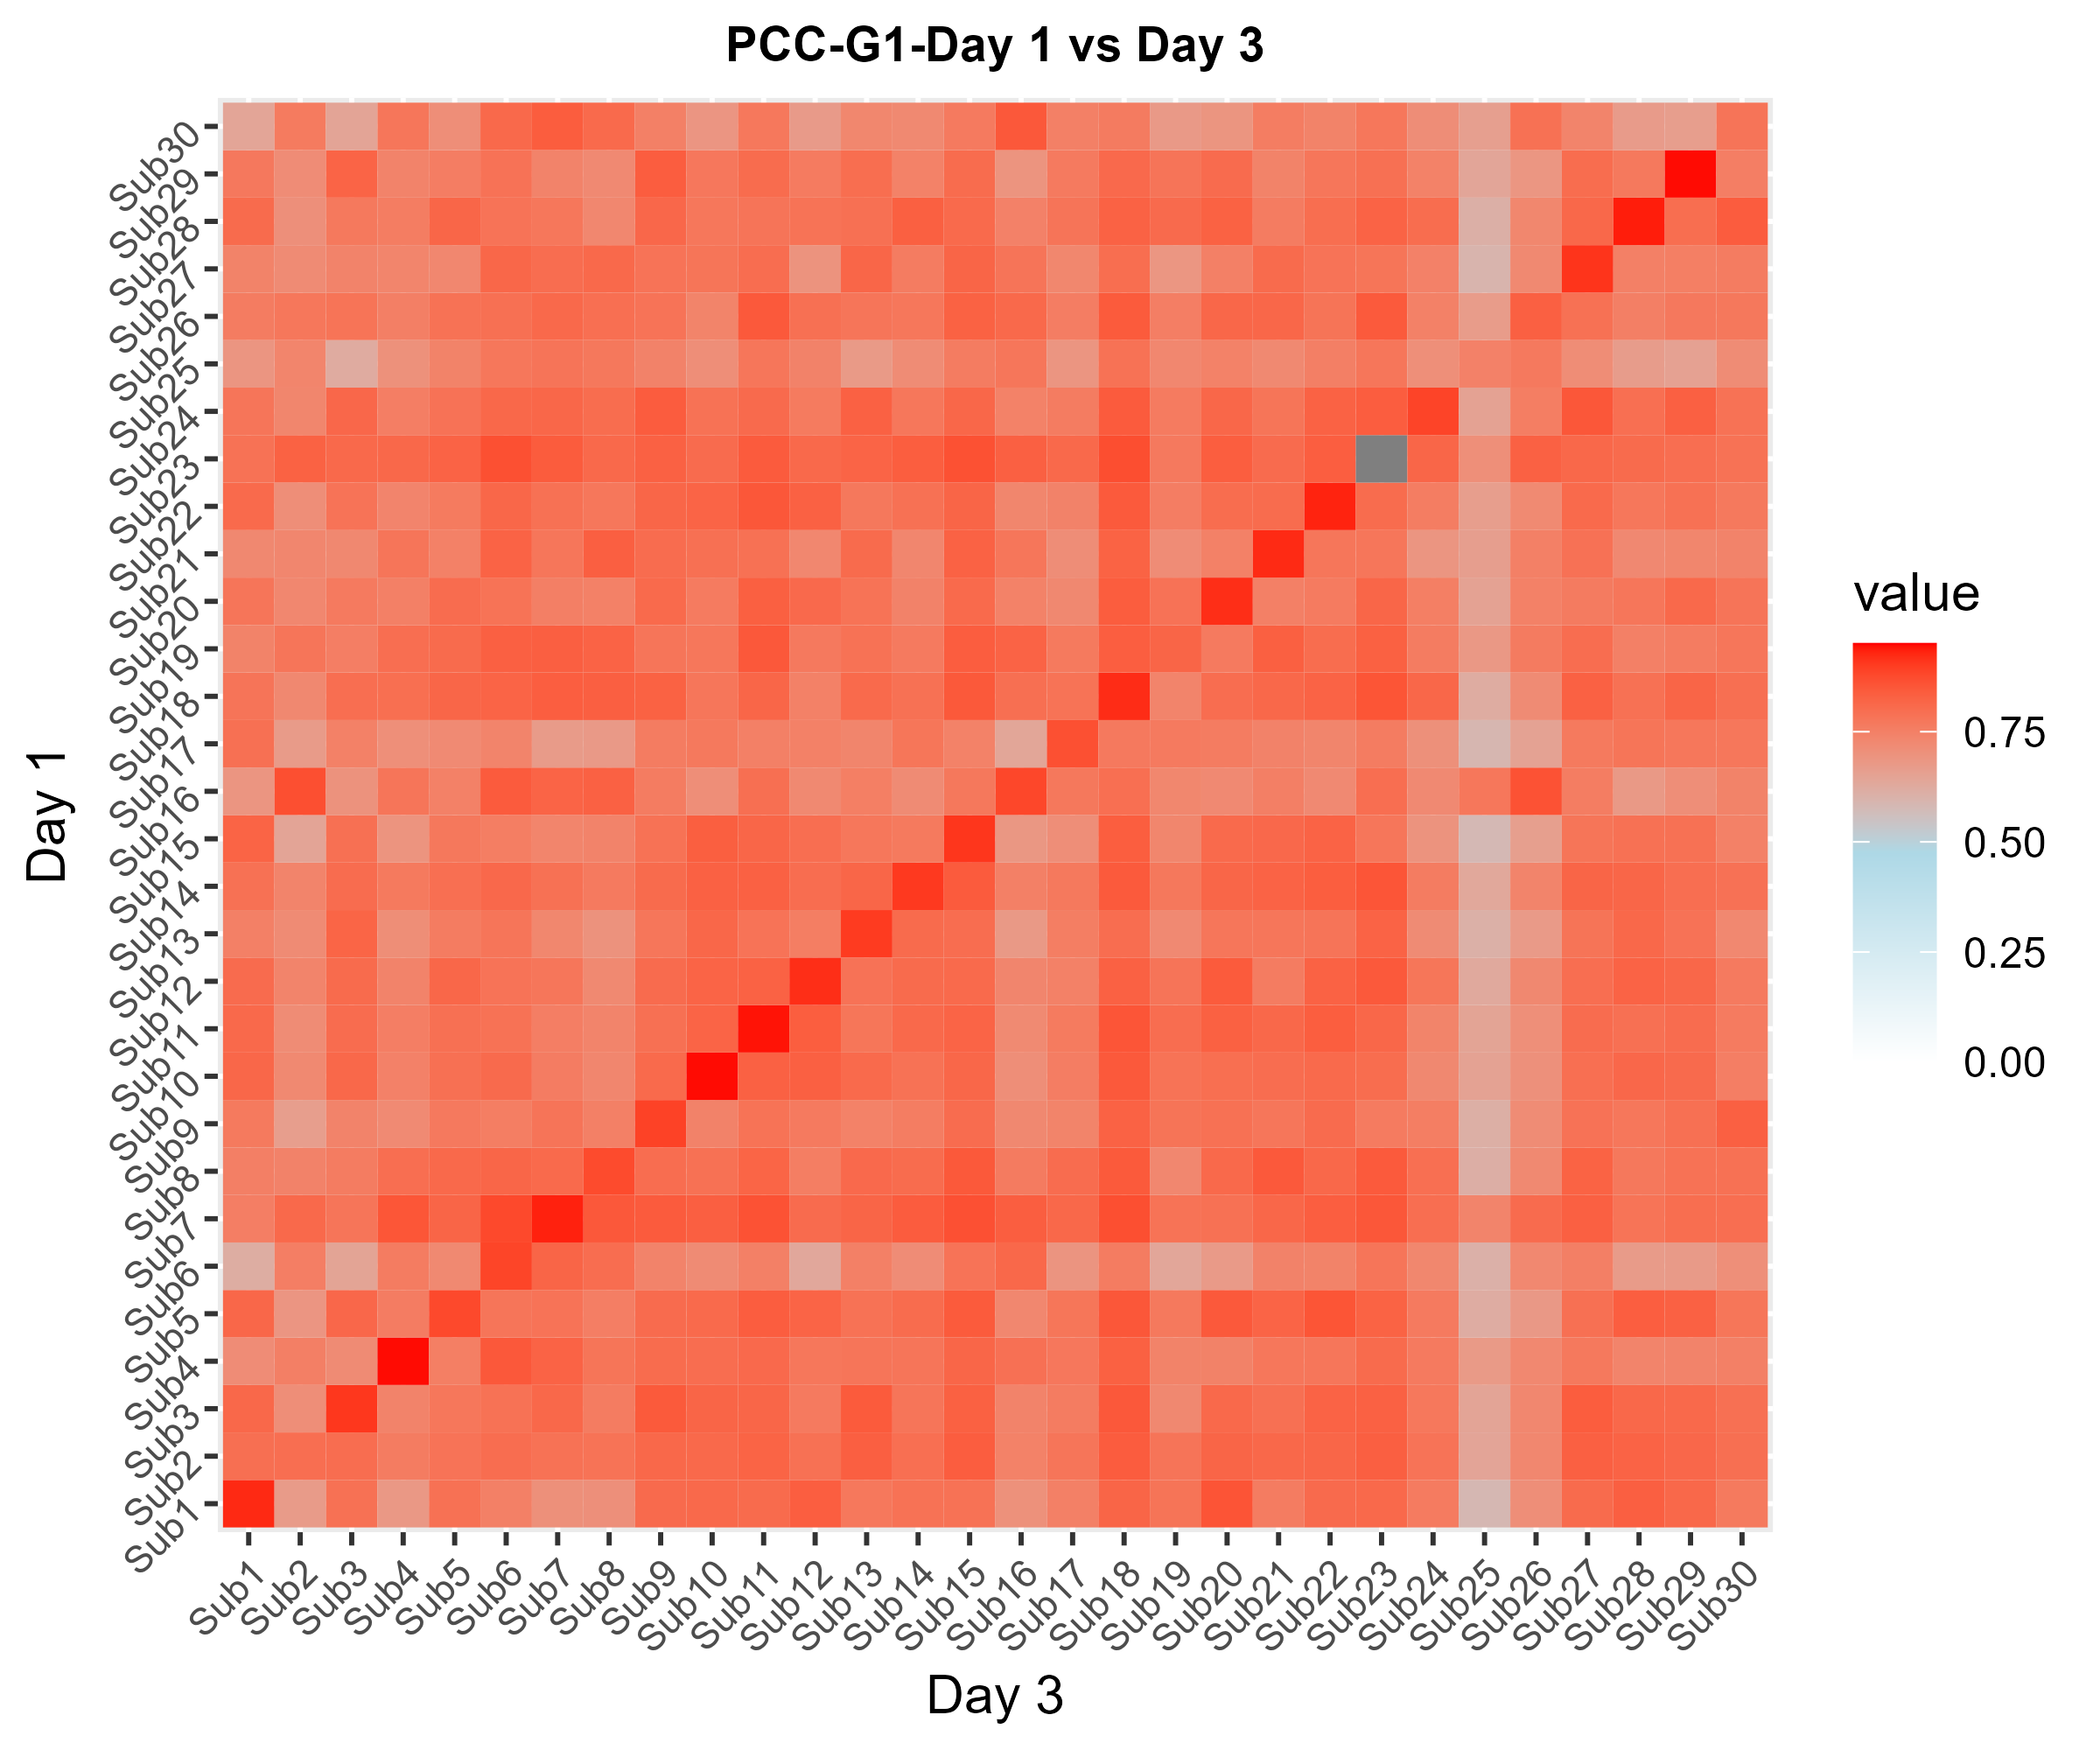 PCC-G1-Day 1 vs Day 3
Day 1
Sub30
Sub29
Sub28
Sub27
Sub26
Sub25
Sub24
Sub23
Sub22
Sub21
Sub20
Sub19
Sub18
Sub17
Sub16
Sub15
Sub14
Sub13
Sub12
Sub11
Sub10
Sub9
Sub8
Sub7
Sub6
Sub5
Sub4
Sub3
Sub2
Sub1
Sub1 Sub2 Sub3 Sub4 Sub5 Sub6 Sub7 Sub8 Sub9 Sub10 Sub11 Sub12 Sub13 Sub14 Sub15 Sub16 Sub17 Sub18 Sub19 Sub20 Sub21 Sub22 Sub23 Sub24 Sub25 Sub26 Sub27 Sub28 Sub29 Sub30
Day 3
value
0.75
0.50
0.25
0.00